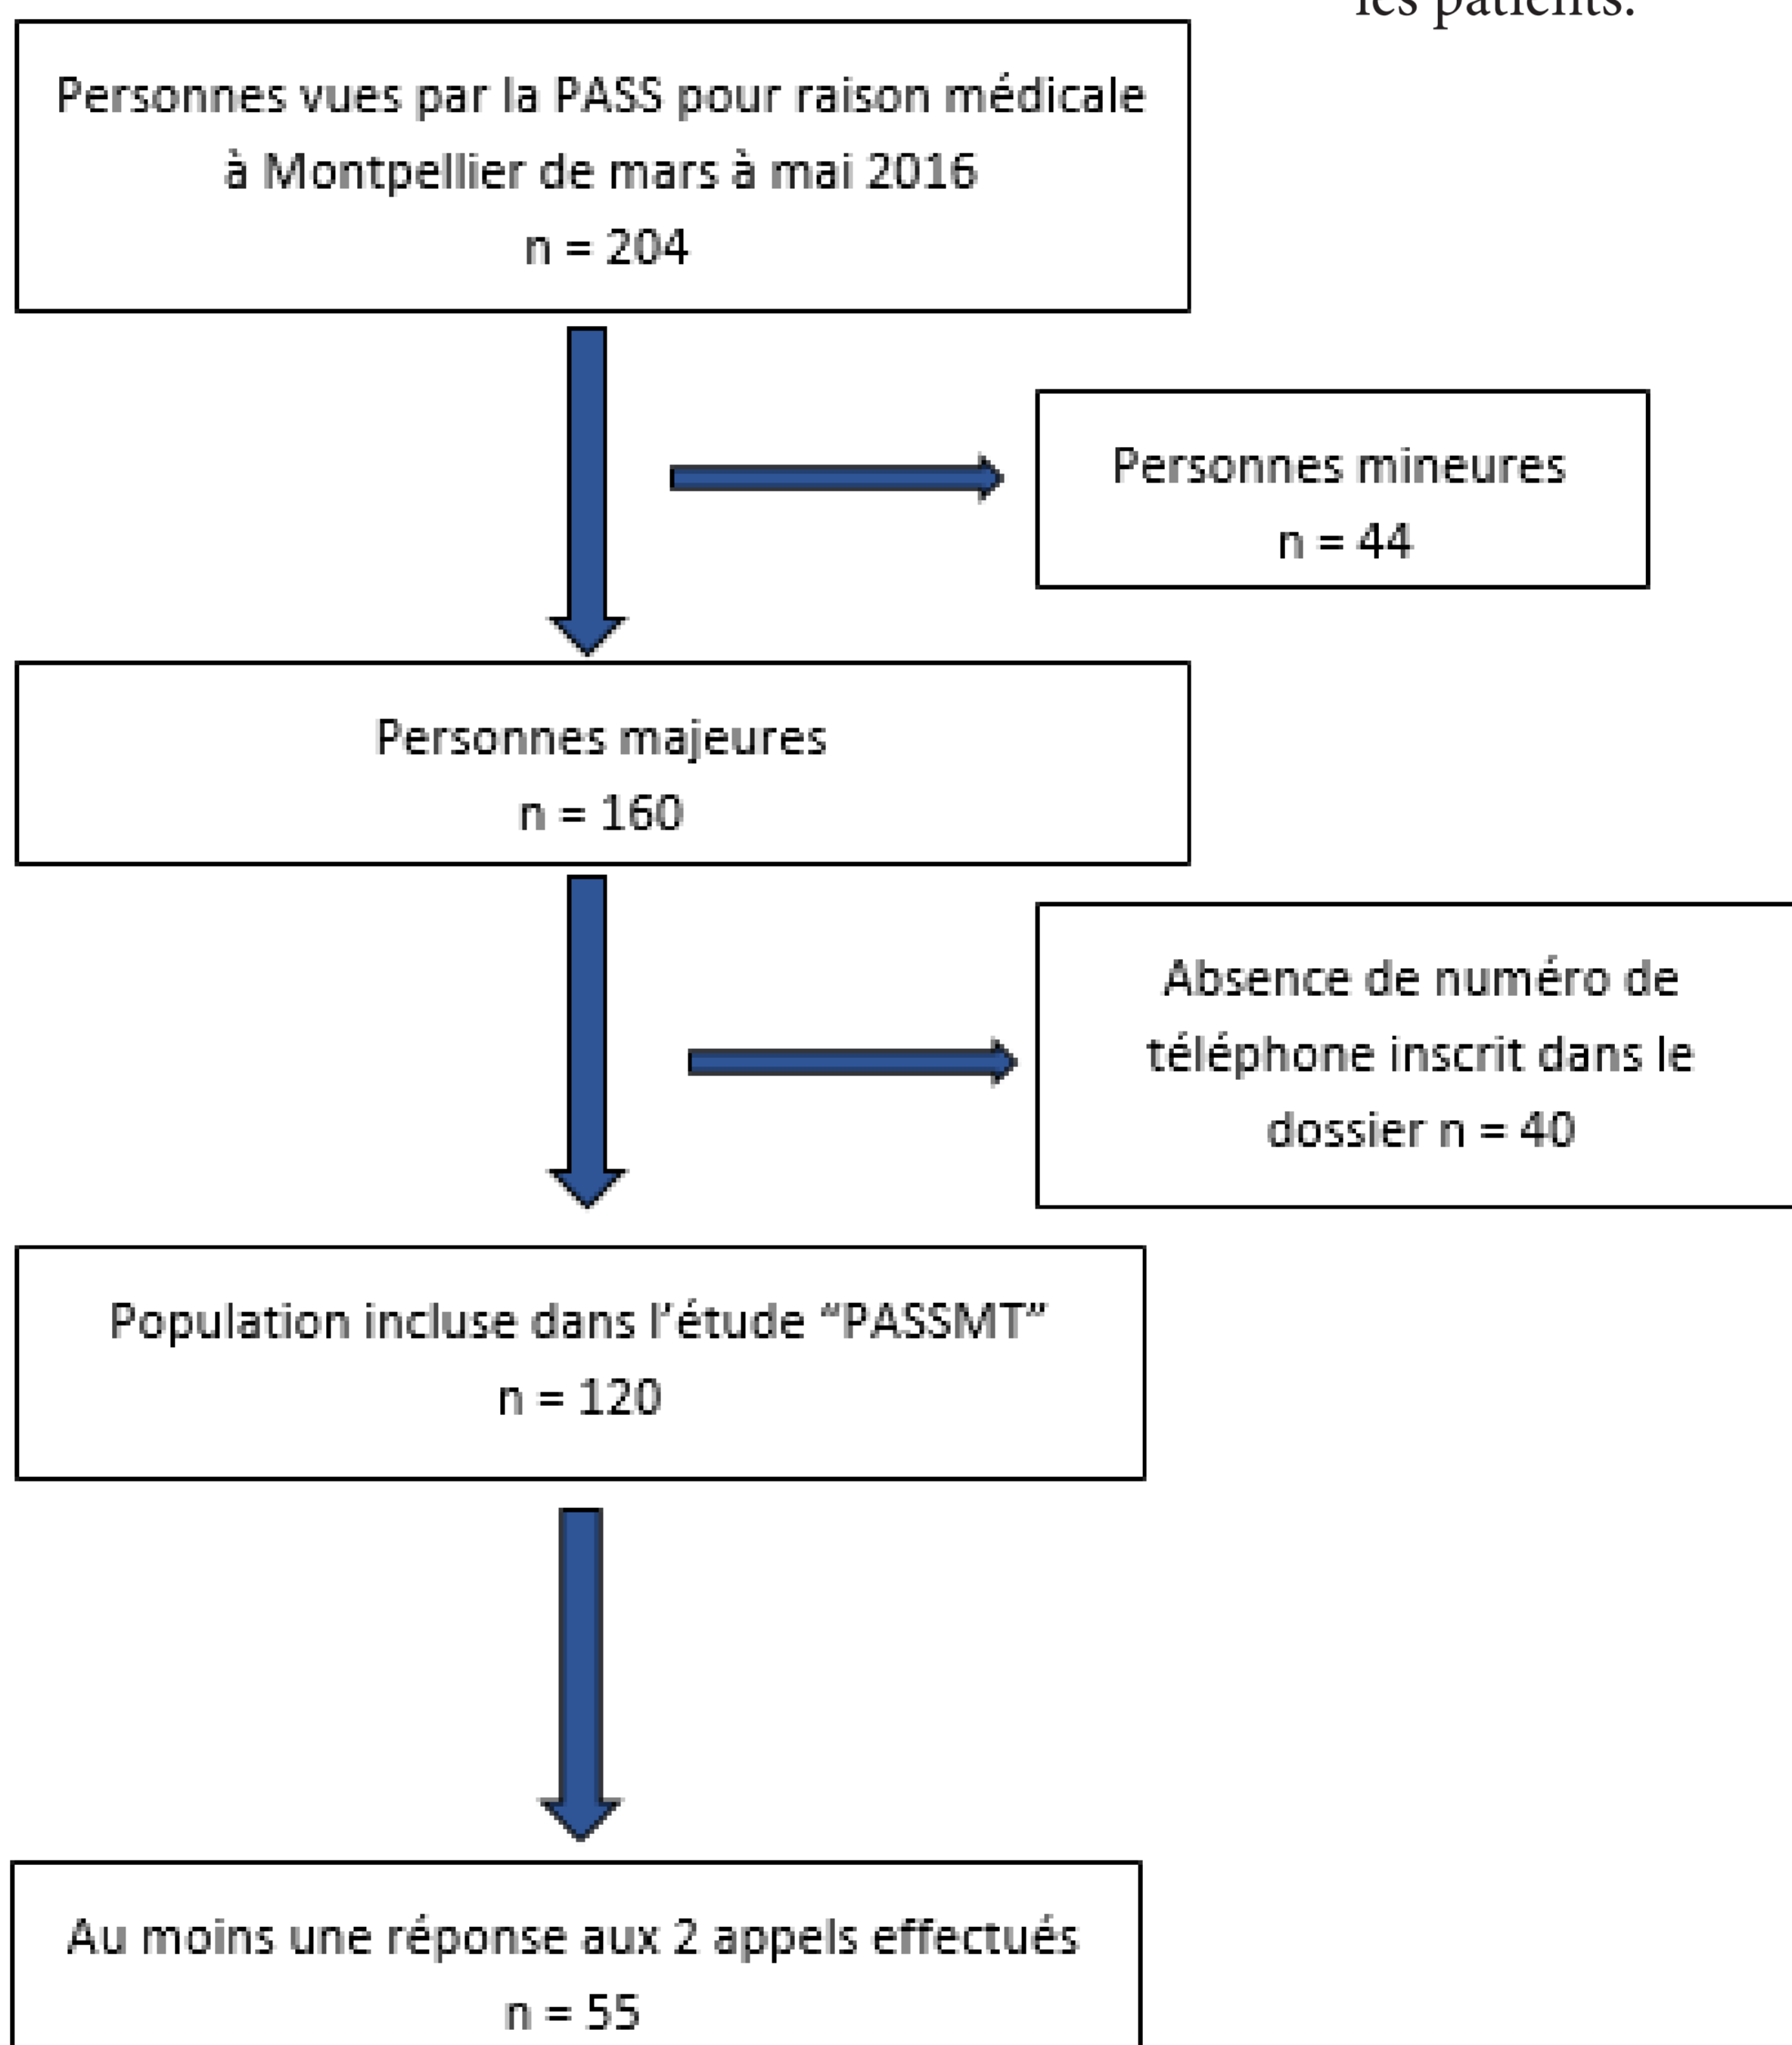 les patients.
Personnes vues par la PASS pour raison médicale
à Montpellier de mars à mai 2016
n = 204
Personnes mineures
n = 44
Personnes majeures
n = 160
Absence de numéro de
téléphone inscrit dans le
dossier n = 40
Population incluse dans l’étude “PASSMT”
n = 120
Au moins une réponse aux 2 appels effectués
n = 55